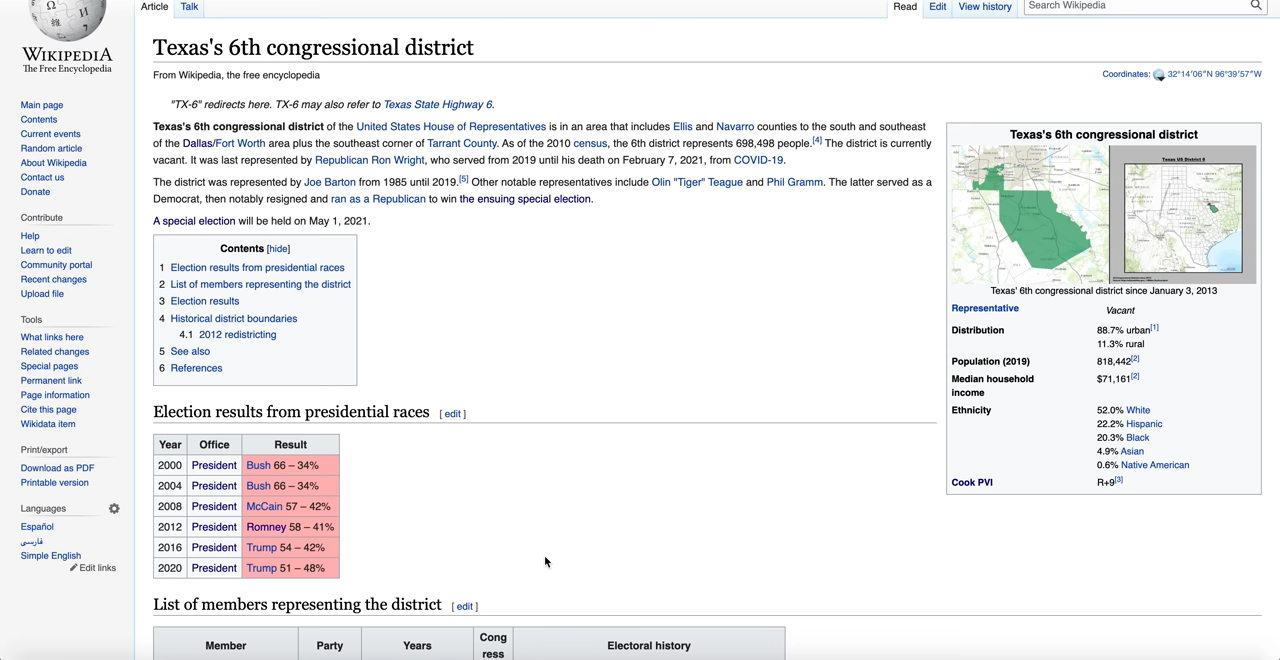 Article Talk Read Edit View history Search Wikipedia
WIKIPEDIA
The Free Encyclopedia
Main page
Contents
Current events
Random article
About Wikipedia
Contact us
Donate
Contribute
Help
Learn to edit
Community portal
Recent changes
Upload file
Tools
What links here
Related changes
Special pages
Permanent link
Page information
Cite this page
Wikidata item
Print/export
Download as PDF
Printable version
Languages
Español
فارسی
Simple English
Edit links
Texas's 6th congressional district
From Wikipedia, the free encyclopedia
Coordinates: 32°14′06″N 96°39′57″W
"TX-6" redirects here. TX-6 may also refer to Texas State Highway 6.
Texas's 6th congressional district of the United States House of Representatives is in an area that includes Ellis and Navarro counties to the south and southeast
of the Dallas/Fort Worth area plus the southeast corner of Tarrant County. As of the 2010 census, the 6th district represents 698,498 people.[4] The district is currently
vacant. It was last represented by Republican Ron Wright, who served from 2019 until his death on February 7, 2021, from COVID-19.
The district was represented by Joe Barton from 1985 until 2019.[5] Other notable representatives include Olin "Tiger" Teague and Phil Gramm. The latter served as a
Democrat, then notably resigned and ran as a Republican to win the ensuing special election.
A special election will be held on May 1, 2021.
Contents [hide]
1 Election results from presidential races
2 List of members representing the district
3 Election results
4 Historical district boundaries
4.1 2012 redistricting
5 See also
6 References
Election results from presidential races [ edit ]
Year Office Result
2000 President Bush 66 – 34%
2004 President Bush 66 – 34%
2008 President McCain 57 – 42%
2012 President Romney 58 – 41%
2016 President Trump 54 – 42%
2020 President Trump 51 – 48%
List of members representing the district [ edit ]
Member Party Years Cong
ress Electoral history
Texas's 6th congressional district
Texas US District 6
Texas' 6th congressional district since January 3, 2013
Representative Vacant
Distribution 88.7% urban[1]
11.3% rural
Population (2019) 818,442[2]
Median household $71,161[2]
income
Ethnicity 52.0% White
22.2% Hispanic
20.3% Black
4.9% Asian
0.6% Native American
Cook PVI R+9[3]